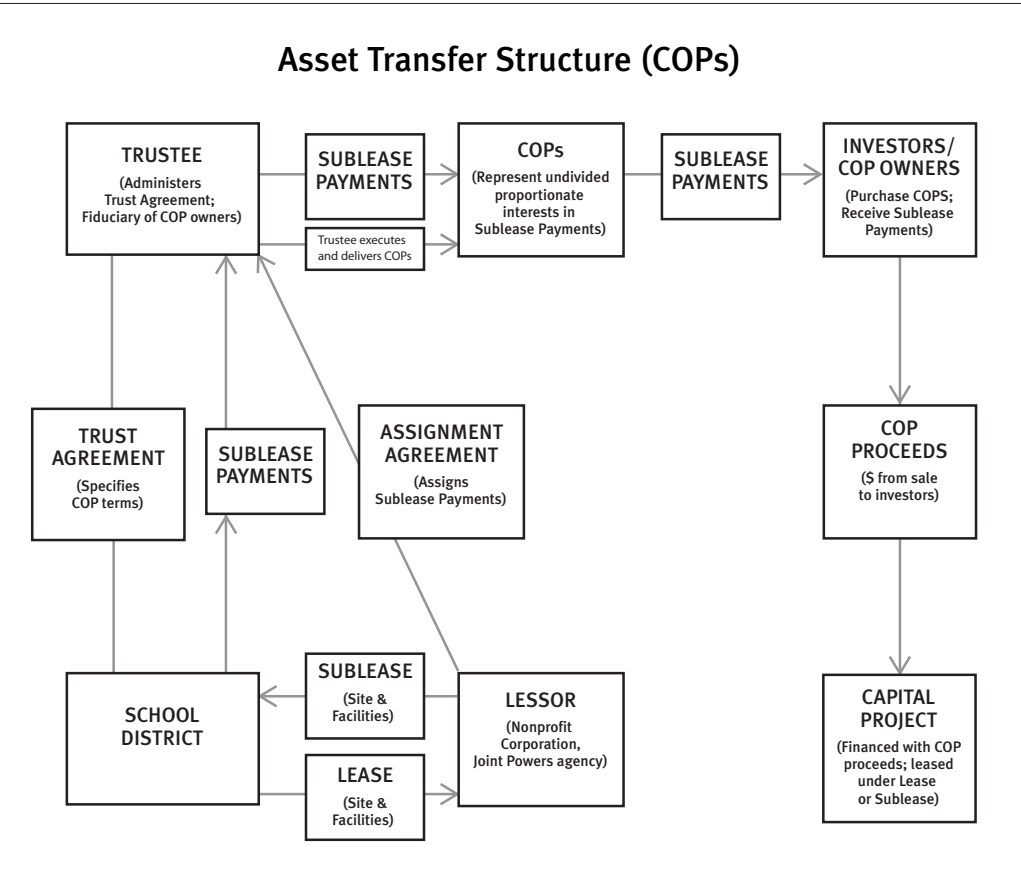 Asset Transfer Structure (COPs)
TRUSTEE
(Administers
Trust Agreement;
Fiduciary of COP owners)
SUBLEASE
PAYMENTS
Trustee executes
and delivers COPs
COPs
(Represent undivided
proportionate
interests in
Sublease Payments)
SUBLEASE
PAYMENTS
INVESTORS/
COP OWNERS
(Purchase COPS;
Receive Sublease
Payments)
TRUST
AGREEMENT
(Specifies
COP terms)
SUBLEASE
PAYMENTS
ASSIGNMENT
AGREEMENT
(Assigns
Sublease Payments)
COP
PROCEEDS
($ from sale
to investors)
SCHOOL
DISTRICT
SUBLEASE
(Site &
Facilities)
LEASE
(Site &
Facilities)
LESSOR
(Nonprofit
Corporation,
Joint Powers agency)
CAPITAL
PROJECT
(Financed with COP
proceeds; leased
under Lease
or Sublease)